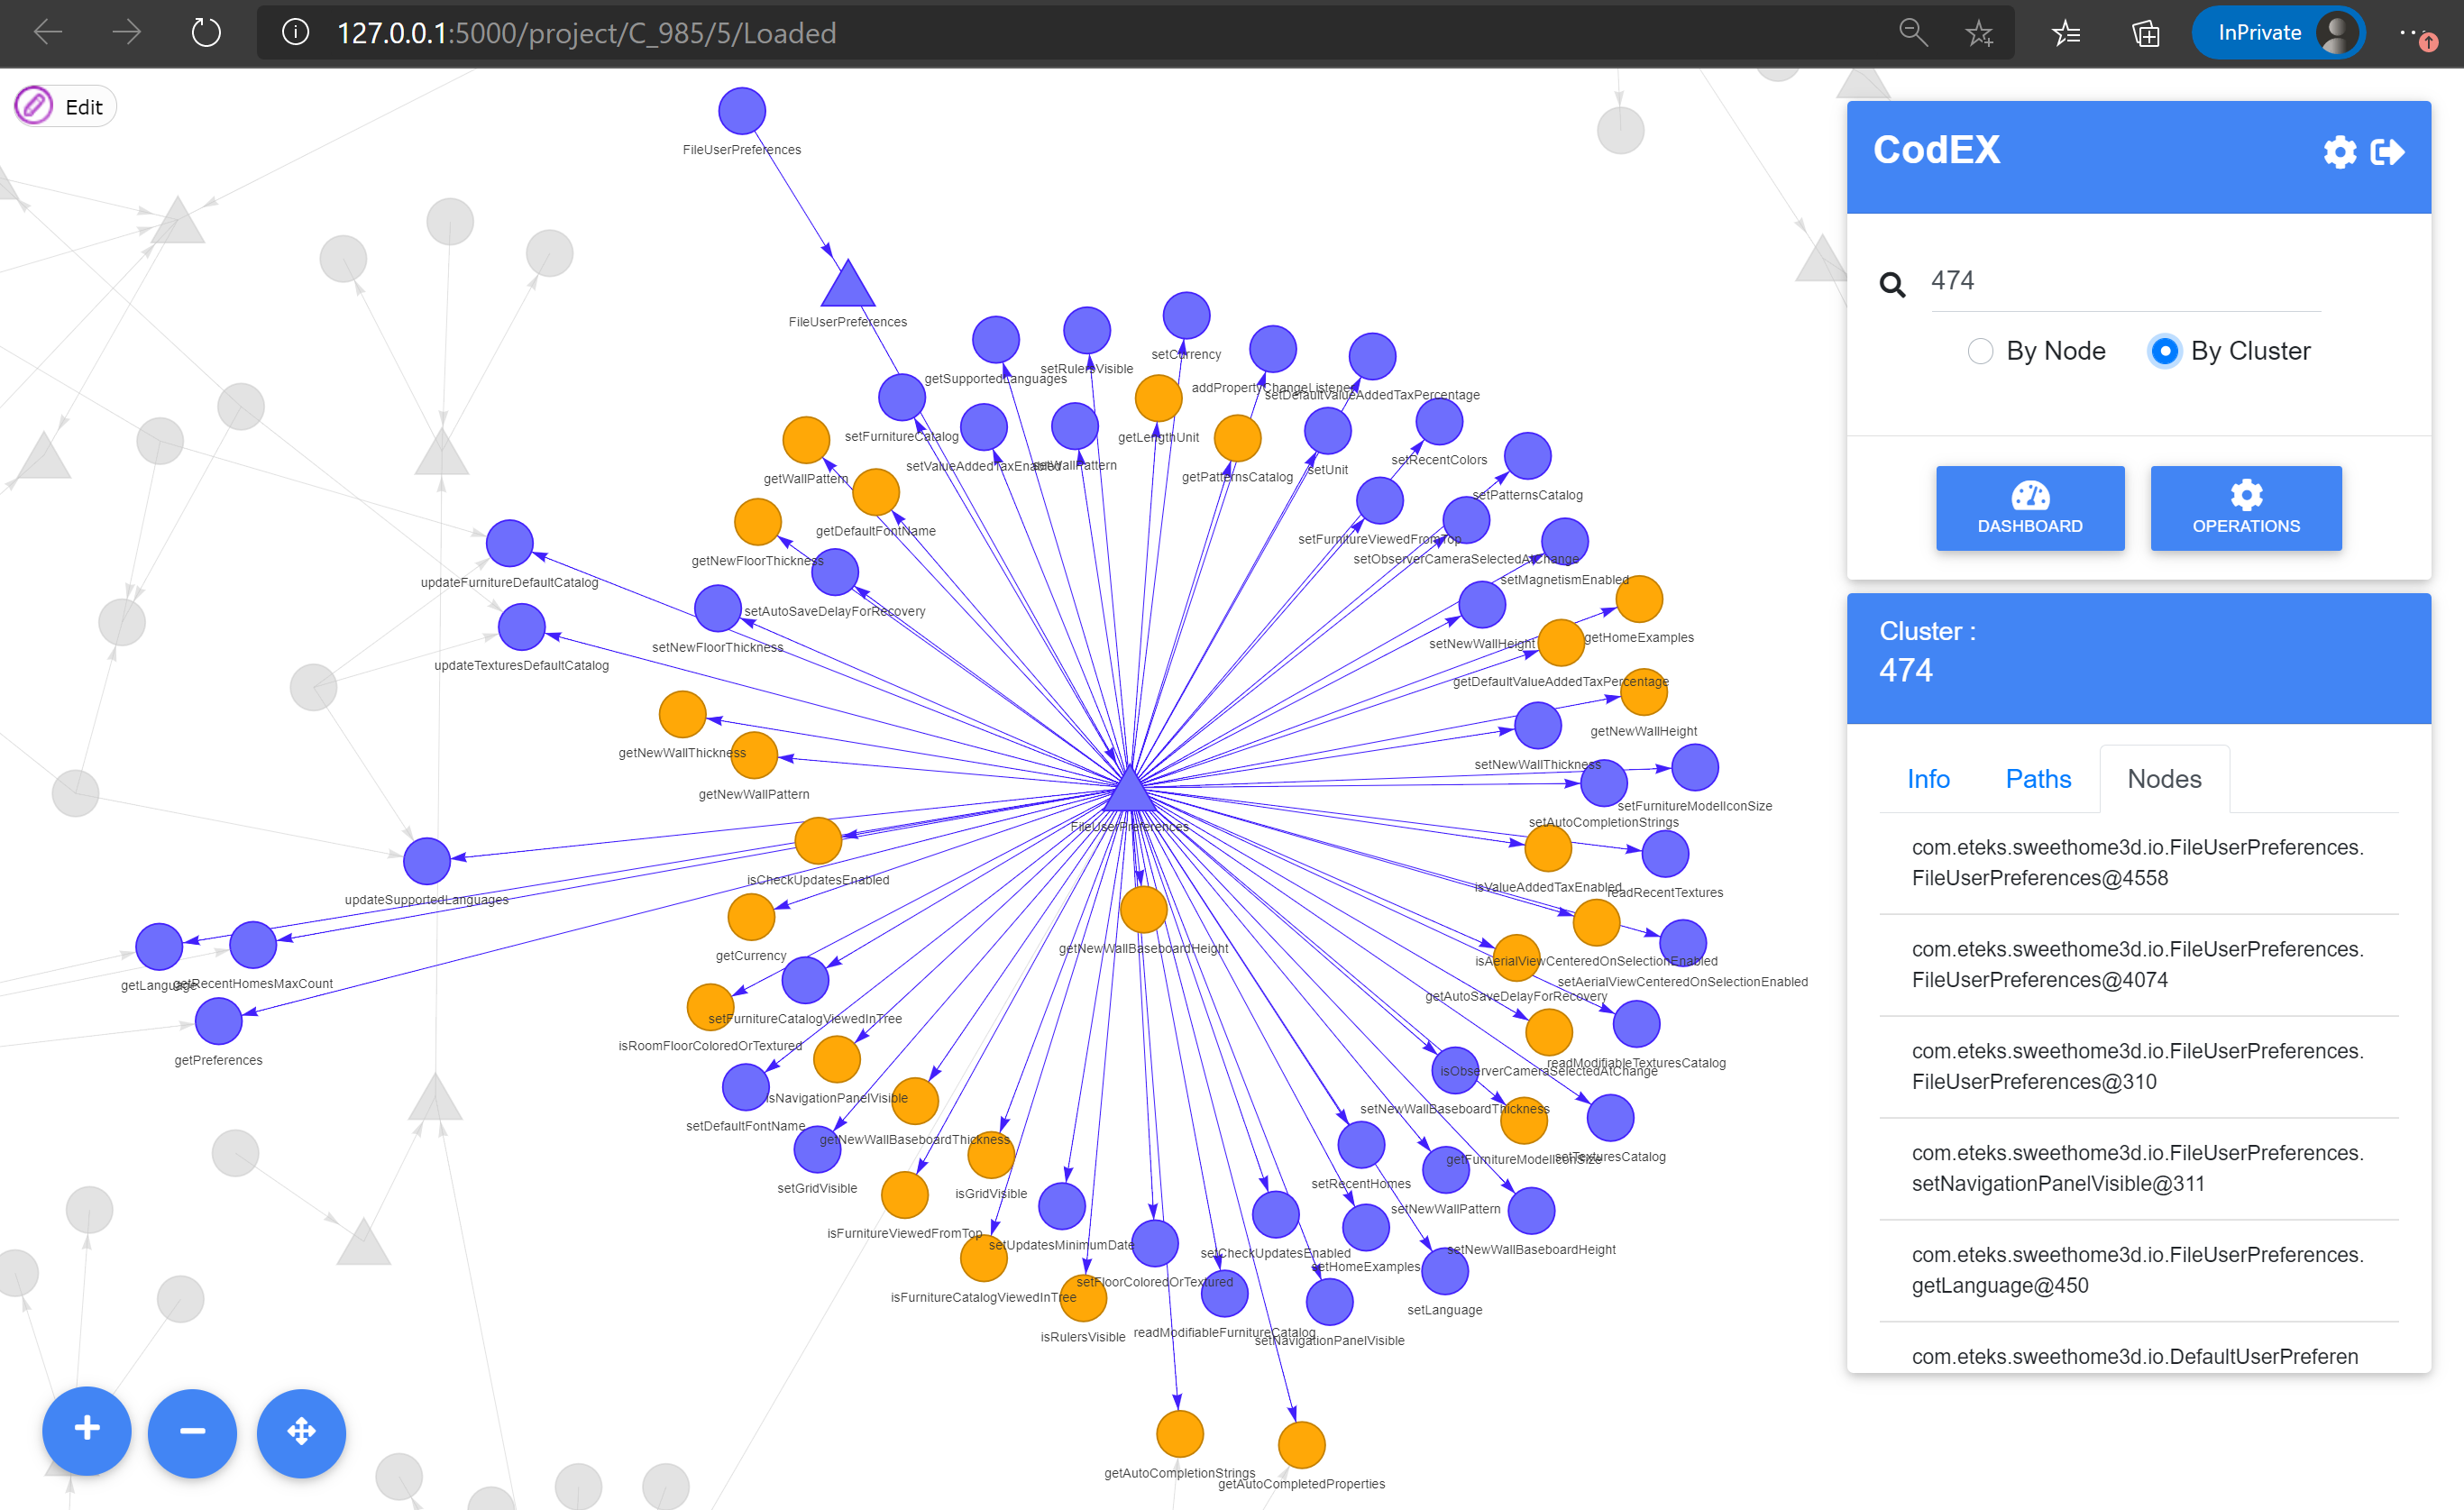 127.0.0.1:5000/project/C_985/5/Loaded
InPrivate
Edit
FileUserPreferences
FileUserPreferences
setCurrency
setRulersVisible
getSupportedLanguages
addPropertyChangeListener
setDefaultValueAddedTaxPercentage
setFurnitureCatalog
getLengthUnit
setRecentColors
setValueAddedTaxEnabled
setWallPattern
setUnit
getWallPattern
getPatternsCatalog
setPatternsCatalog
getDefaultFontName
setFurnitureViewedFromTop
getNewFloorThickness
setObserverCameraSelectedAtChange
updateFurnitureDefaultCatalog
setMagnetismEnabled
setAutoSaveDelayForRecovery
getHomeExamples
setNewFloorThickness
setNewWallHeight
updateTexturesDefaultCatalog
getDefaultValueAddedTaxPercentage
getNewWallHeight
getNewWallThickness
setNewWallThickness
getNewWallPattern
setFurnitureModelIconSize
setAutoCompletionStrings
FileUserPreferences
isCheckUpdatesEnabled
isValueAddedTaxEnabled
readRecentTextures
updateSupportedLanguages
getNewWallBaseboardHeight
getCurrency
isAerialViewCenteredOnSelectionEnabled
getLanguage
getRecentHomesMaxCount
setAerialViewCenteredOnSelectionEnabled
getAutoSaveDelayForRecovery
setFurnitureCatalogViewedInTree
isRoomFloorColoredOrTextured
getPreferences
readModifiableTexturesCatalog
isObserverCameraSelectedAtChange
isNavigationPanelVisible
setNewWallBaseboardThickness
setDefaultFontName
getNewWallBaseboardThickness
getFurnitureModelIconSize
setTexturesCatalog
setGridVisible
isGridVisible
setRecentHomes
setNewWallPattern
isFurnitureViewedFromTop
setUpdatesMinimumDate
setCheckUpdatesEnabled
setNewWallBaseboardHeight
setHomeExamples
setFloorColoredOrTextured
isFurnitureCatalogViewedInTree
setLanguage
isRulersVisible
readModifiableFurnitureCatalog
setNavigationPanelVisible
getAutoCompletionStrings
getAutoCompletedProperties
CodEX
474
By Node
By Cluster
DASHBOARD
OPERATIONS
Cluster :
474
Info
Paths
Nodes
com.eteks.sweethome3d.io.FileUserPreferences.
FileUserPreferences@4558
com.eteks.sweethome3d.io.FileUserPreferences.
FileUserPreferences@4074
com.eteks.sweethome3d.io.FileUserPreferences.
FileUserPreferences@310
com.eteks.sweethome3d.io.FileUserPreferences.
setNavigationPanelVisible@311
com.eteks.sweethome3d.io.FileUserPreferences.
getLanguage@450
com.eteks.sweethome3d.io.DefaultUserPreferen